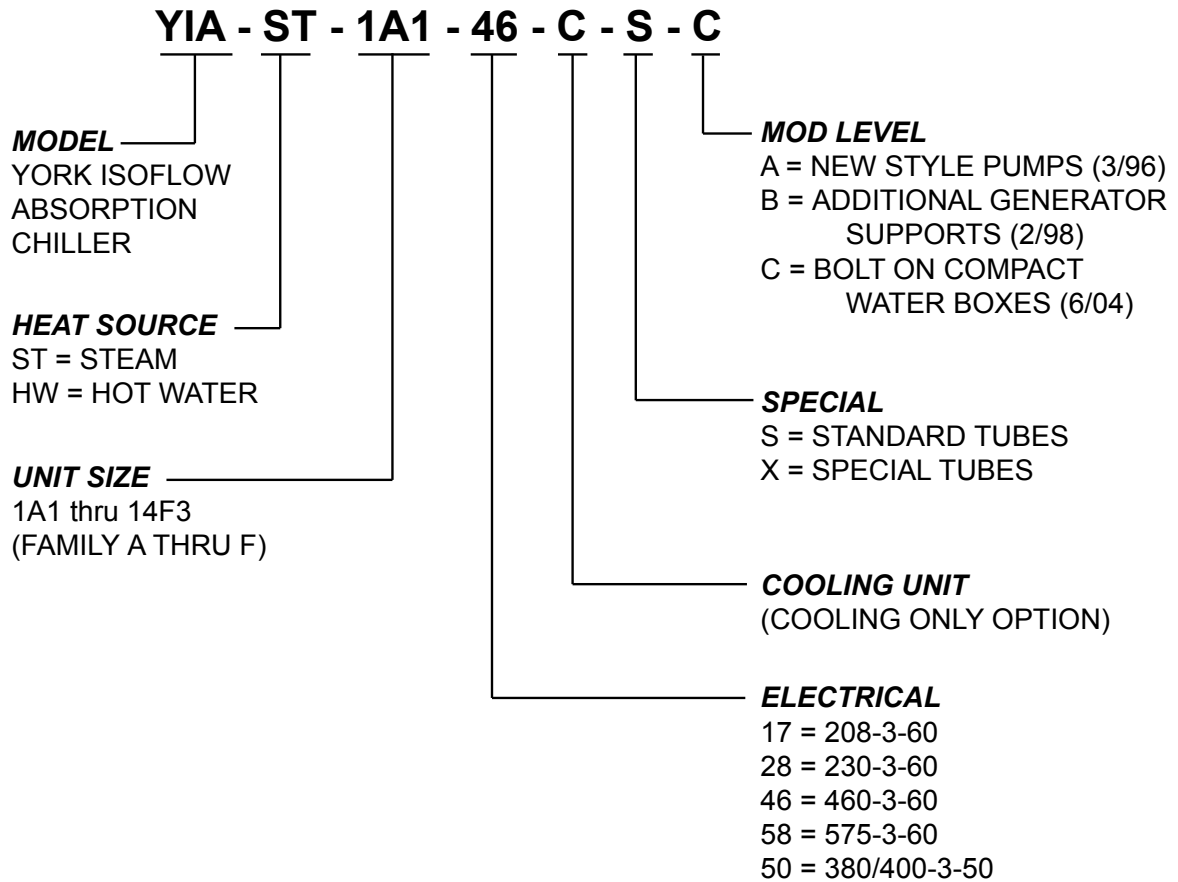 YIA - ST - 1A1 - 46 - C - S - C
MODEL
YORK ISOFLOW
ABSORPTION
CHILLER
HEAT SOURCE
ST = STEAM
HW = HOT WATER
UNIT SIZE
1A1 thru 14F3
(FAMILY A THRU F)
MOD LEVEL
A = NEW STYLE PUMPS (3/96)
B = ADDITIONAL GENERATOR
SUPPORTS (2/98)
C = BOLT ON COMPACT
WATER BOXES (6/04)
SPECIAL
S = STANDARD TUBES
X = SPECIAL TUBES
COOLING UNIT
(COOLING ONLY OPTION)
ELECTRICAL
17 = 208-3-60
28 = 230-3-60
46 = 460-3-60
58 = 575-3-60
50 = 380/400-3-50